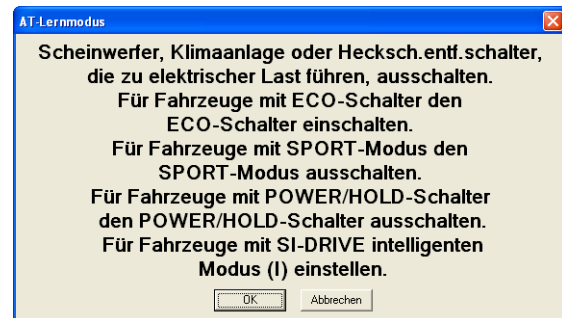 AT-Lernmodus
Scheinwerfer, Klimaanlage oder Hecksch.entf.schalter,
die zu elektrischer Last führen, ausschalten.
Für Fahrzeuge mit ECO-Schalter den
ECO-Schalter einschalten.
Für Fahrzeuge mit SPORT-Modus den
SPORT-Modus ausschalten.
Für Fahrzeuge mit POWER/HOLD-Schalter
den POWER/HOLD-Schalter ausschalten.
Für Fahrzeuge mit SI-DRIVE intelligenten
Modus (I) einstellen.
OK
Abbrechen